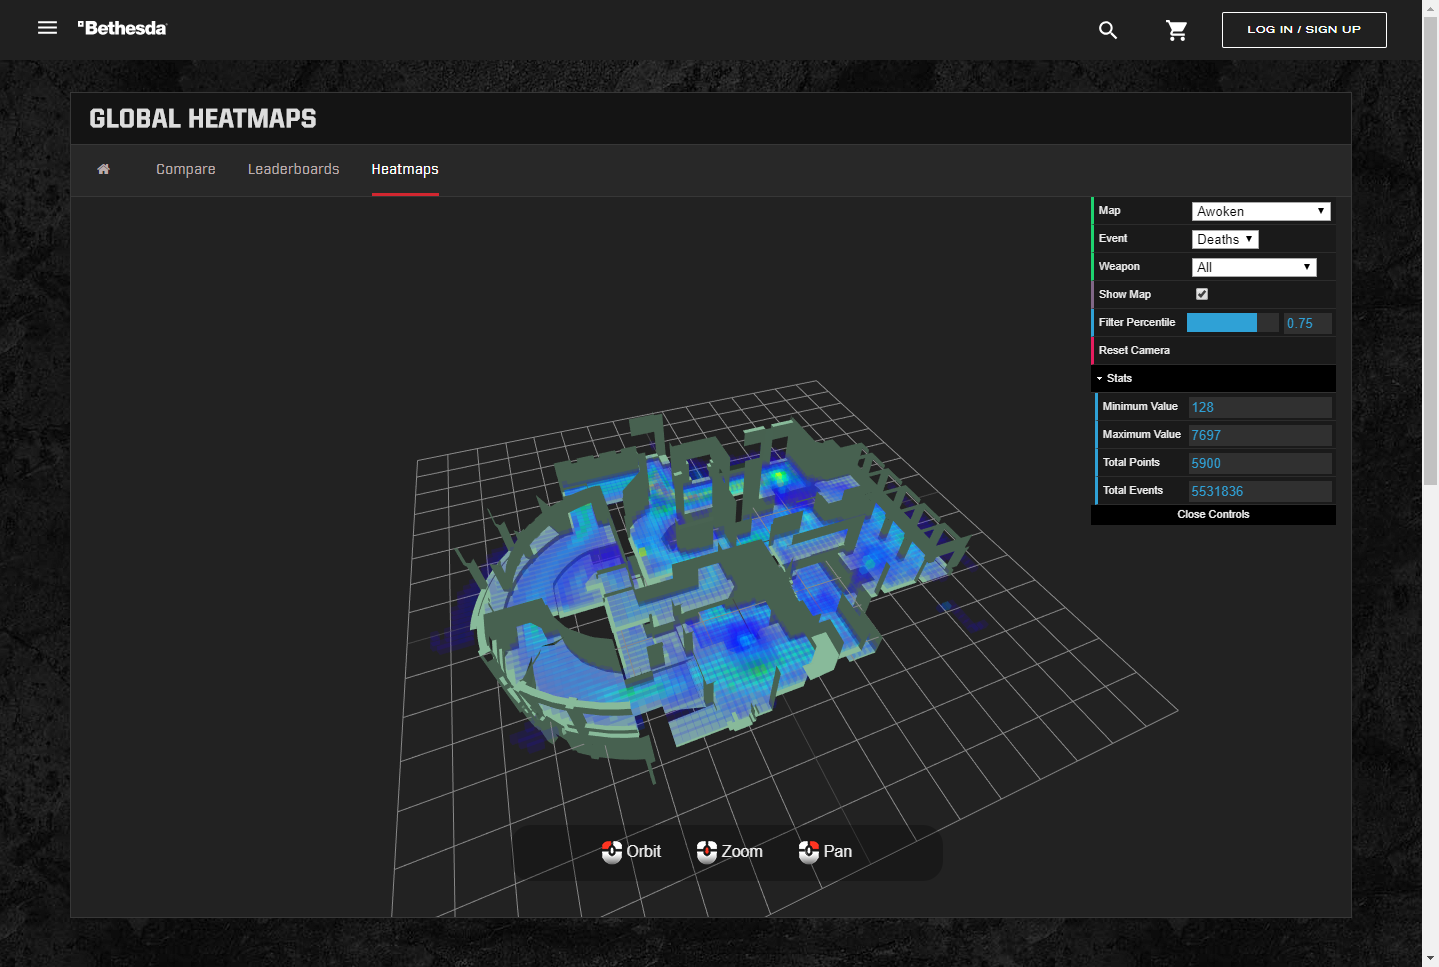 Bethesda
LOG IN / SIGN UP
GLOBAL HEATMAPS
Compare
Leaderboards
Heatmaps
Map Awoken
Event Deaths
Weapon All
Show Map
Filter Percentile 0.75
Reset Camera
Stats
Minimum Value 128
Maximum Value 7697
Total Points 5900
Total Events 5531836
Close Controls
Orbit
Zoom
Pan